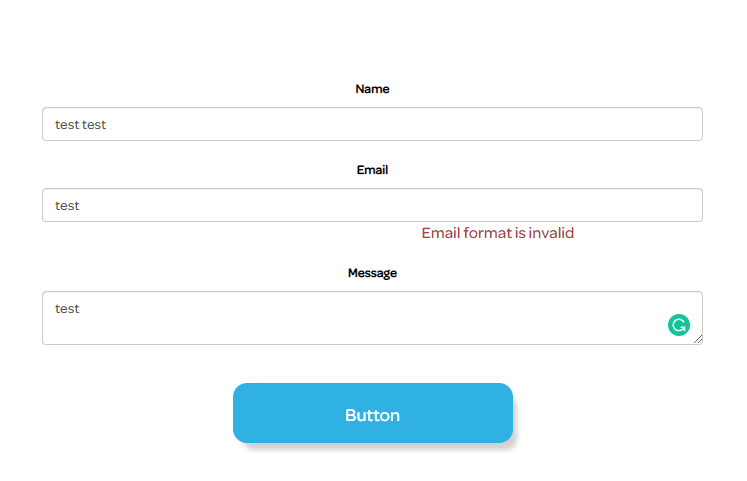 Name
test test
Email
test
Email format is invalid
Message
test
Button